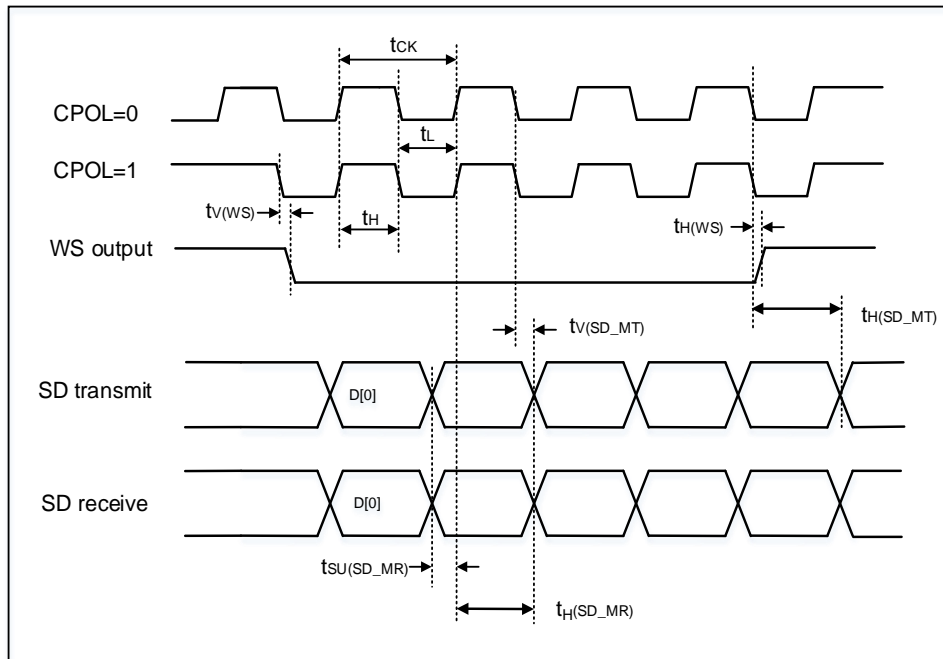 tCK
CPOL=0
tL
CPOL=1
tV(WS)
tH
tH(WS)
WS output
tH(SD_MT)
tV(SD_MT)
SD transmit
D[0]
SD receive
D[0]
tSU(SD_MR)
tH(SD_MR)